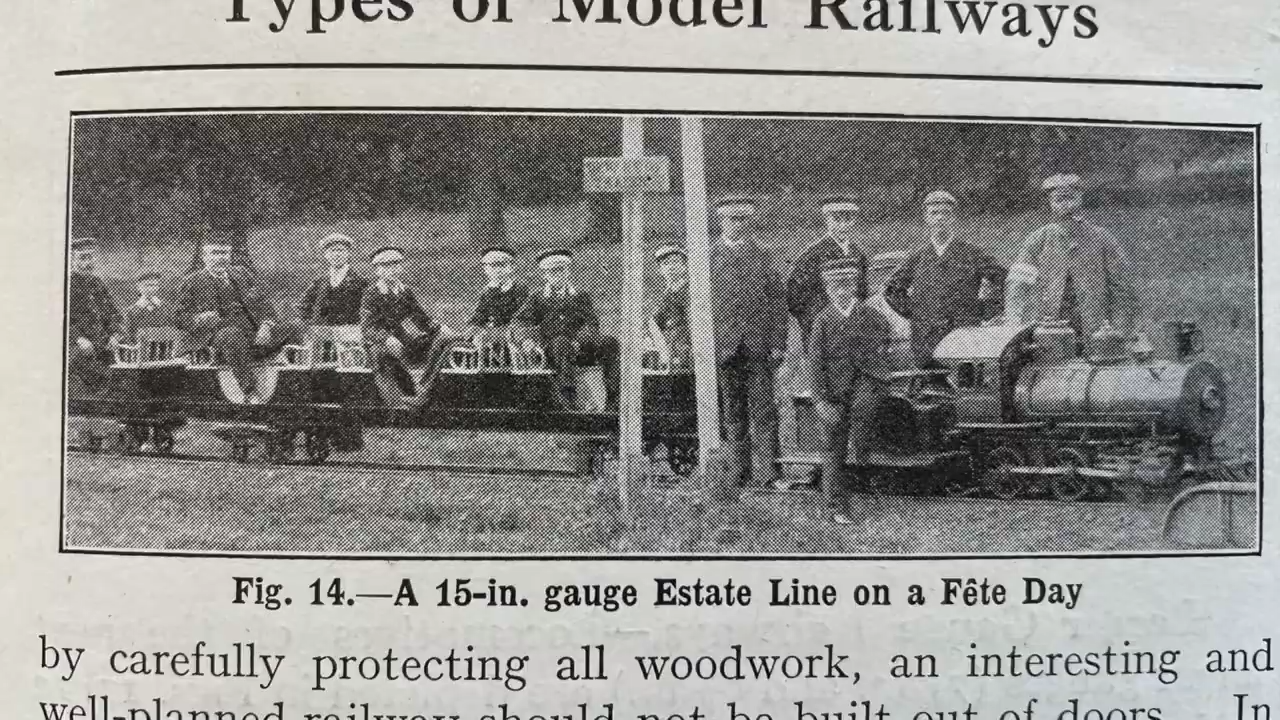 Types of Model Railways
Fig. 14.—A 15-in. gauge Estate Line on a Fête Day
by carefully protecting all woodwork, an interesting and
well-planned railway should not be built out of doors. In